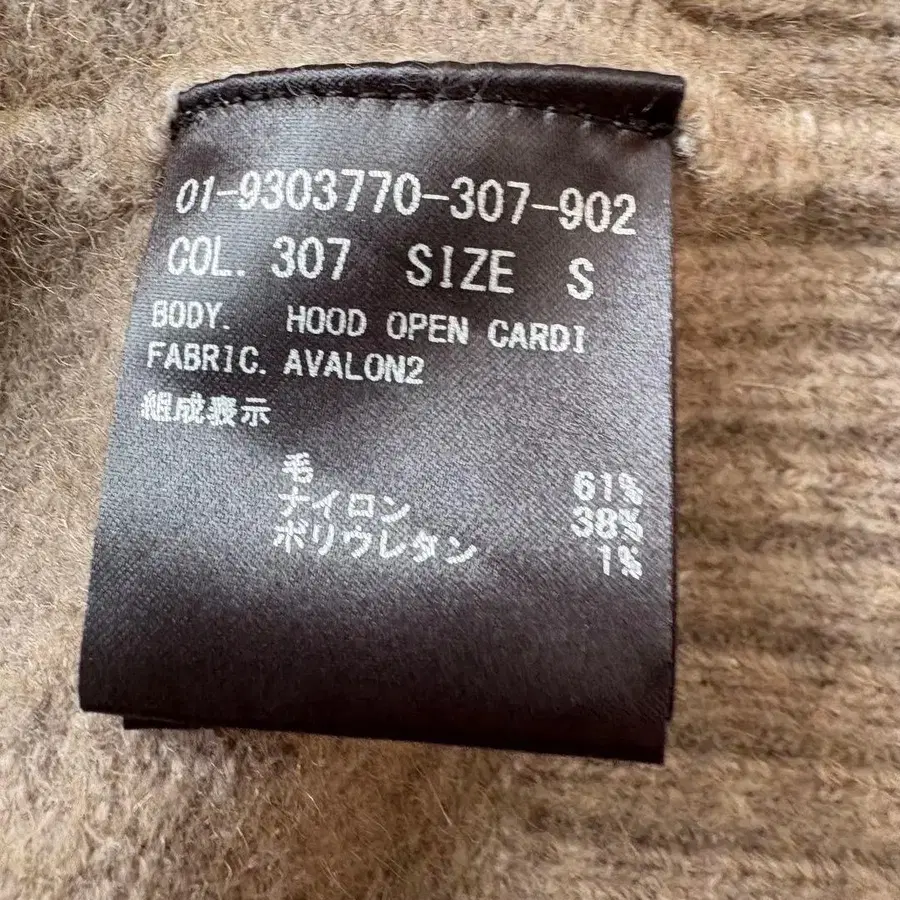 01-9303770-307-902
COL. 307 SIZE S
BODY. HOOD OPEN CARDI
FABRIC. AVALON2
組成表示
毛 61%
ナイロン 38%
ポリウレタン 1%